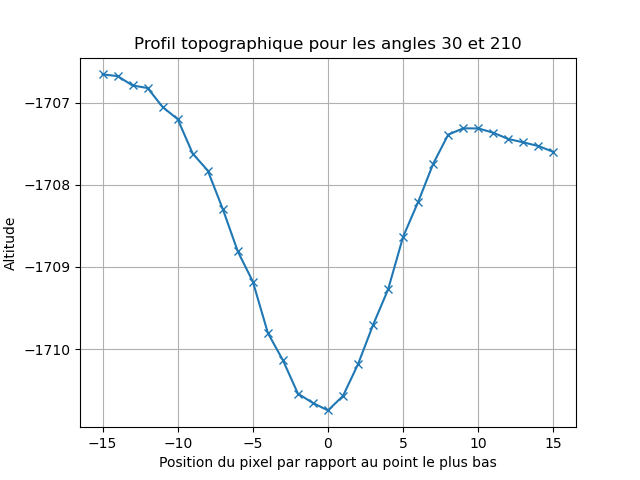 Profil topographique pour les angles 30 et 210
Altitude
−1707
−1708
−1709
−1710
−15 −10 −5 0 5 10 15
Position du pixel par rapport au point le plus bas